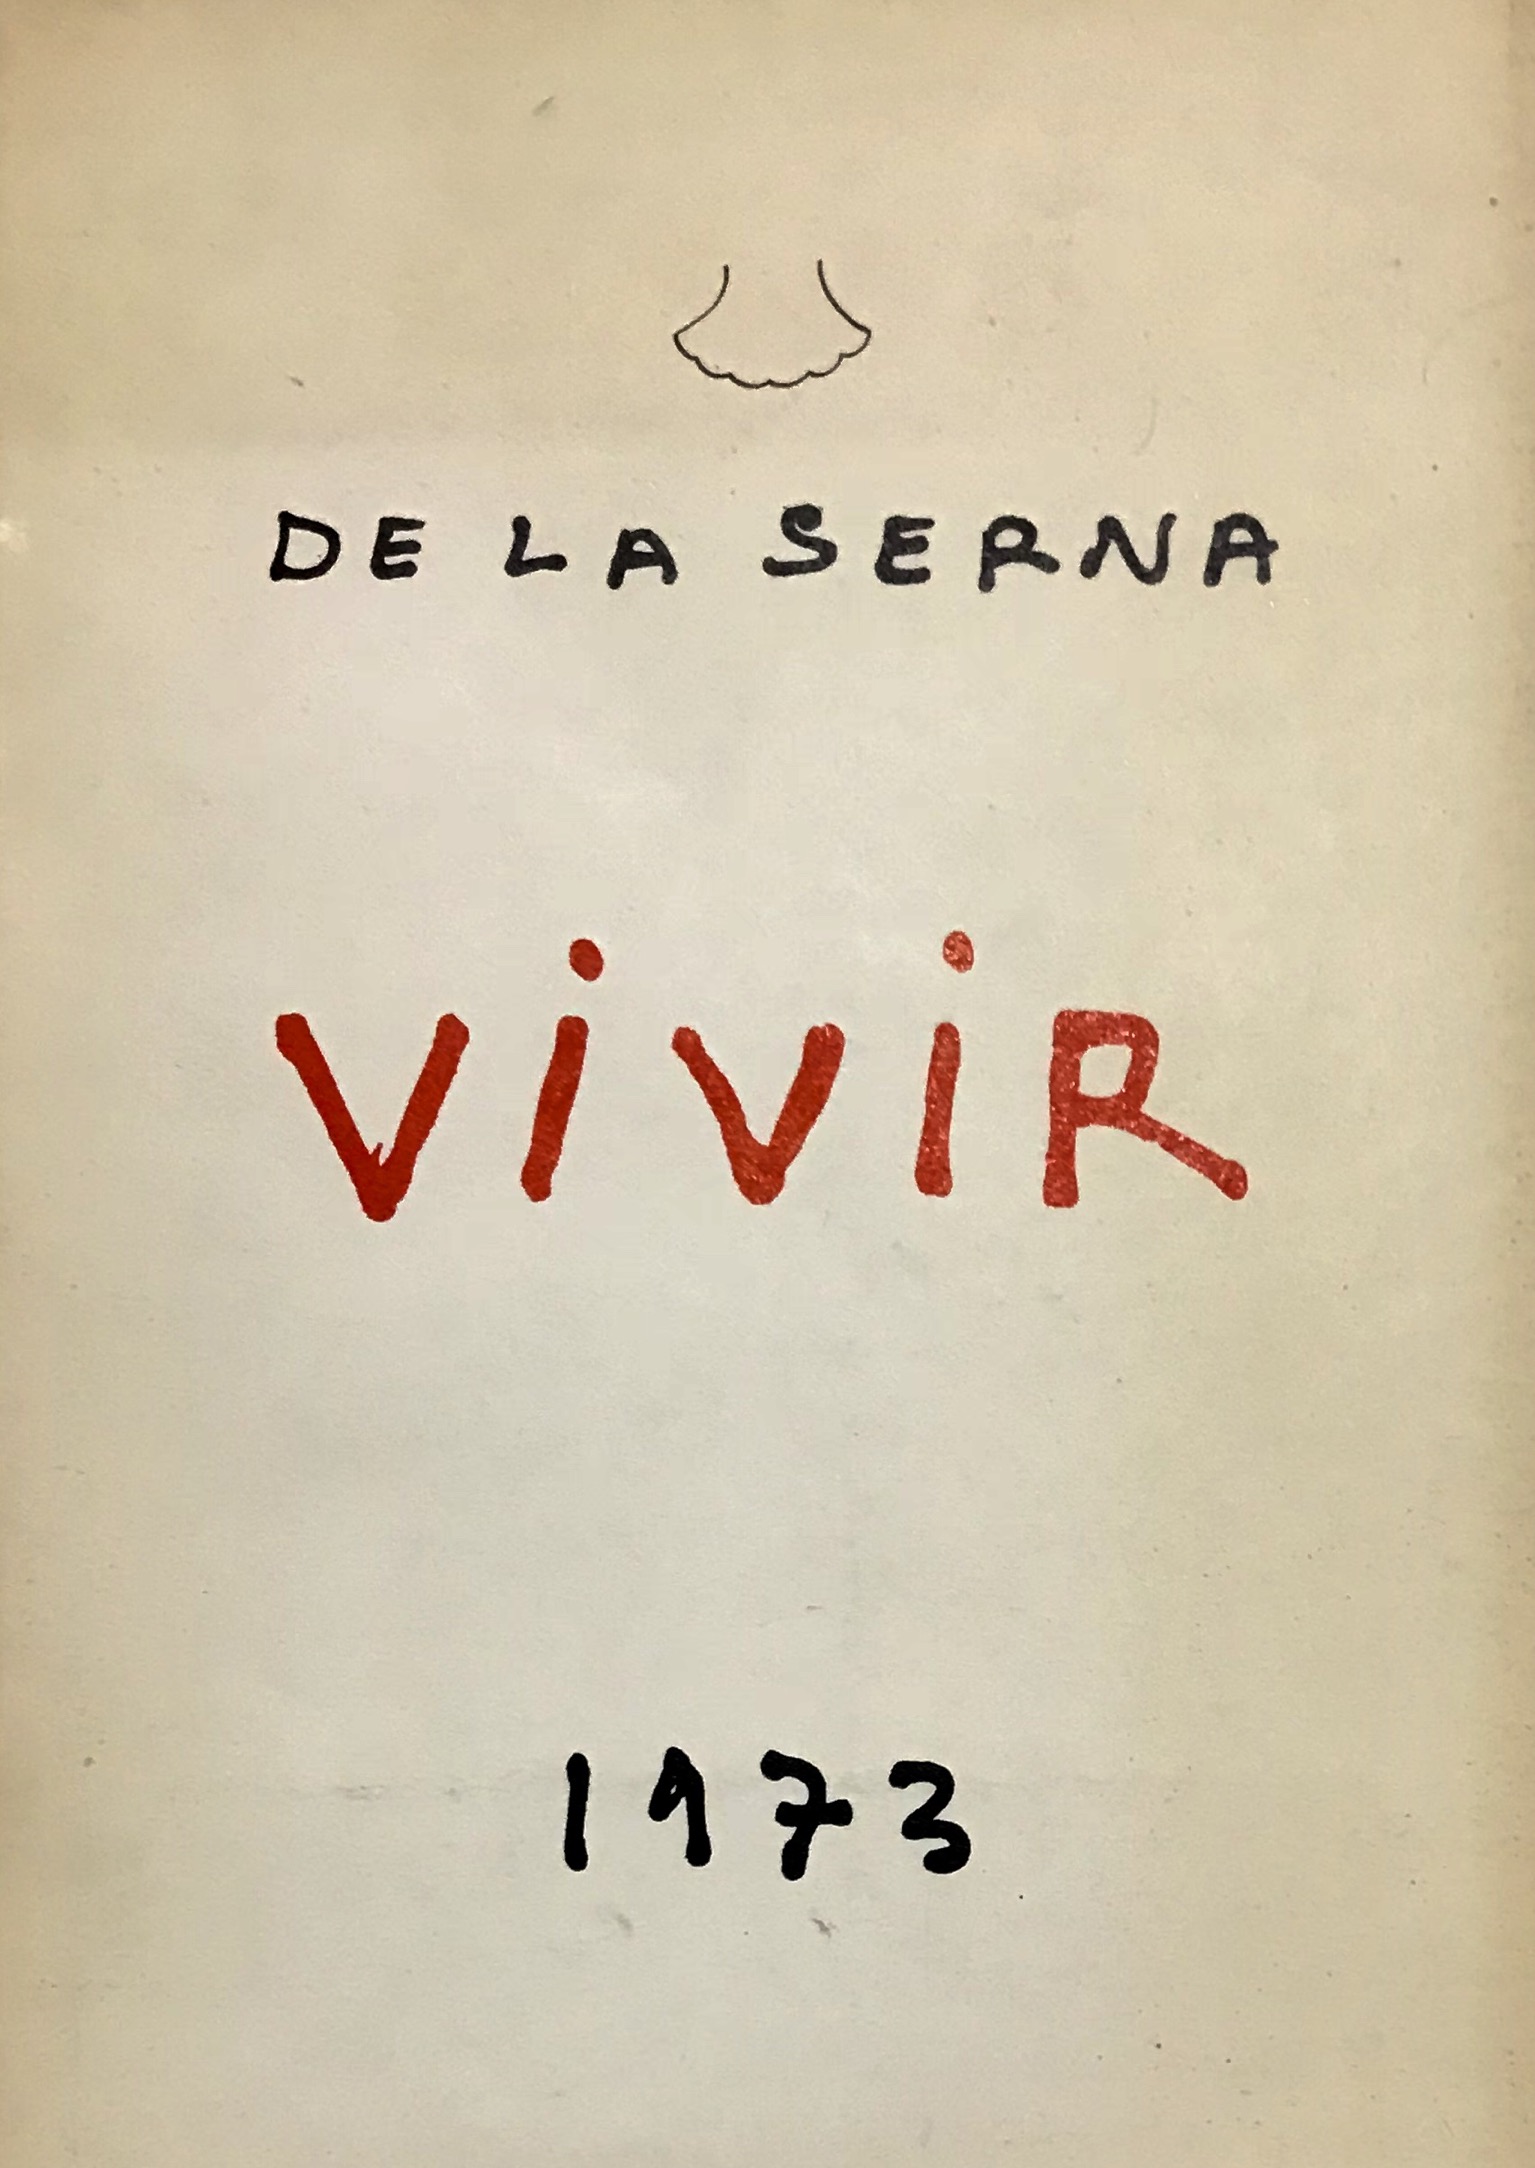 DE LA SERNA
ViViR
1973